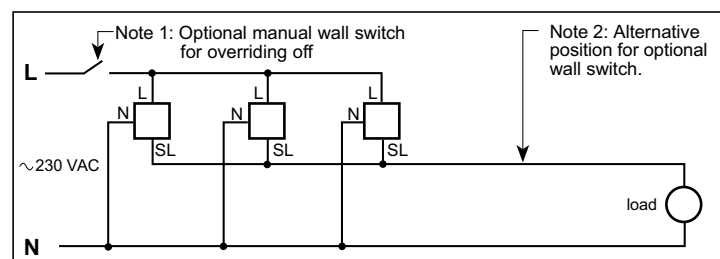 Note 1: Optional manual wall switch
for overriding off
Note 2: Alternative
position for optional
wall switch.
L
L
L
L
N
N
N
SL
SL
SL
~230 VAC
load
N